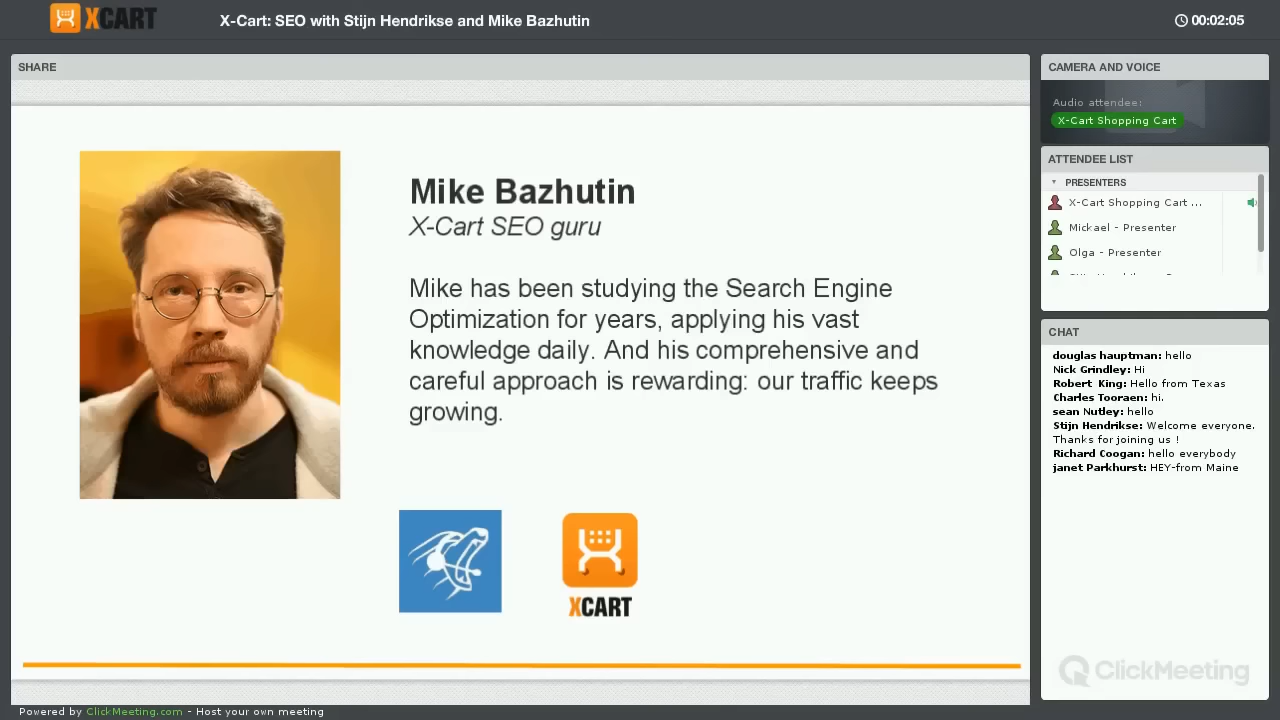 XCART
X-Cart: SEO with Stijn Hendrikse and Mike Bazhutin
00:02:05
SHARE
Mike Bazhutin
X-Cart SEO guru
Mike has been studying the Search Engine
Optimization for years, applying his vast
knowledge daily. And his comprehensive and
careful approach is rewarding: our traffic keeps
growing.
XCART
CAMERA AND VOICE
Audio attendee:
X-Cart Shopping Cart
ATTENDEE LIST
PRESENTERS
X-Cart Shopping Cart ...
Mickael - Presenter
Olga - Presenter
CHAT
douglas hauptman: hello
Nick Grindley: Hi
Robert King: Hello from Texas
Charles Tooraen: hi.
sean Nutley: hello
Stijn Hendrikse: Welcome everyone.
Thanks for joining us !
Richard Coogan: hello everybody
janet Parkhurst: HEY-from Maine
ClickMeeting
Powered by ClickMeeting.com - Host your own meeting